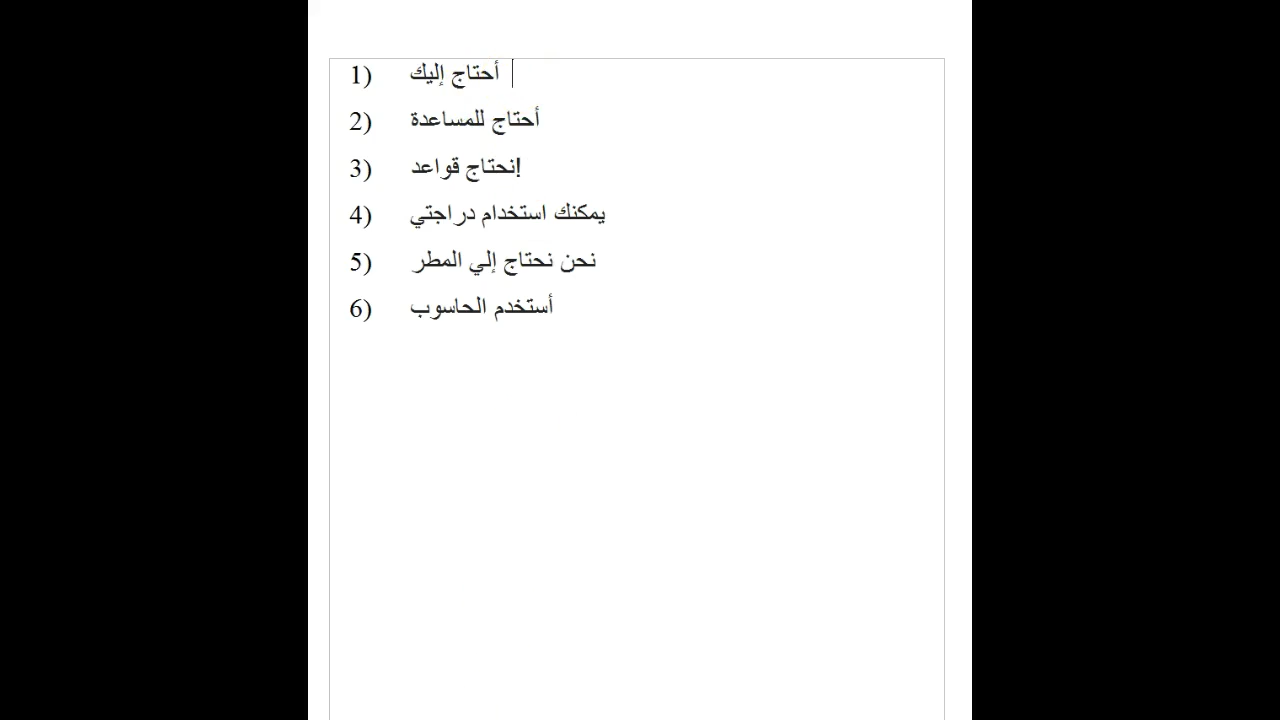 1) أحتاج إليك
2) أحتاج للمساعدة
3) نحتاج قواعد!
4) يمكنك استخدام دراجتي
5) نحن نحتاج إلي المطر
6) أستخدم الحاسوب